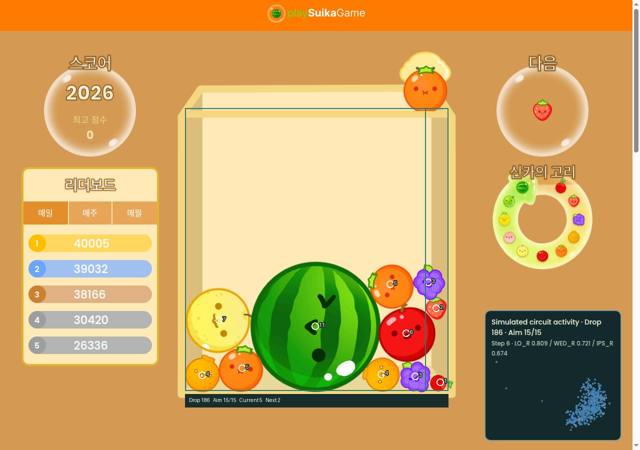 playSuikaGame
스코어
2026
최고 점수
0
리더보드
매일
매주
매월
1 40005
2 39032
3 38166
4 30420
5 26336
다음
신카의 고리
Simulated circuit activity · Drop
186 · Aim 15/15
Step 6 · LO_R 0.809 / WED_R 0.721 / IPS_R
0.674
Drop 186 Aim 15/15 Current 5 Next 2